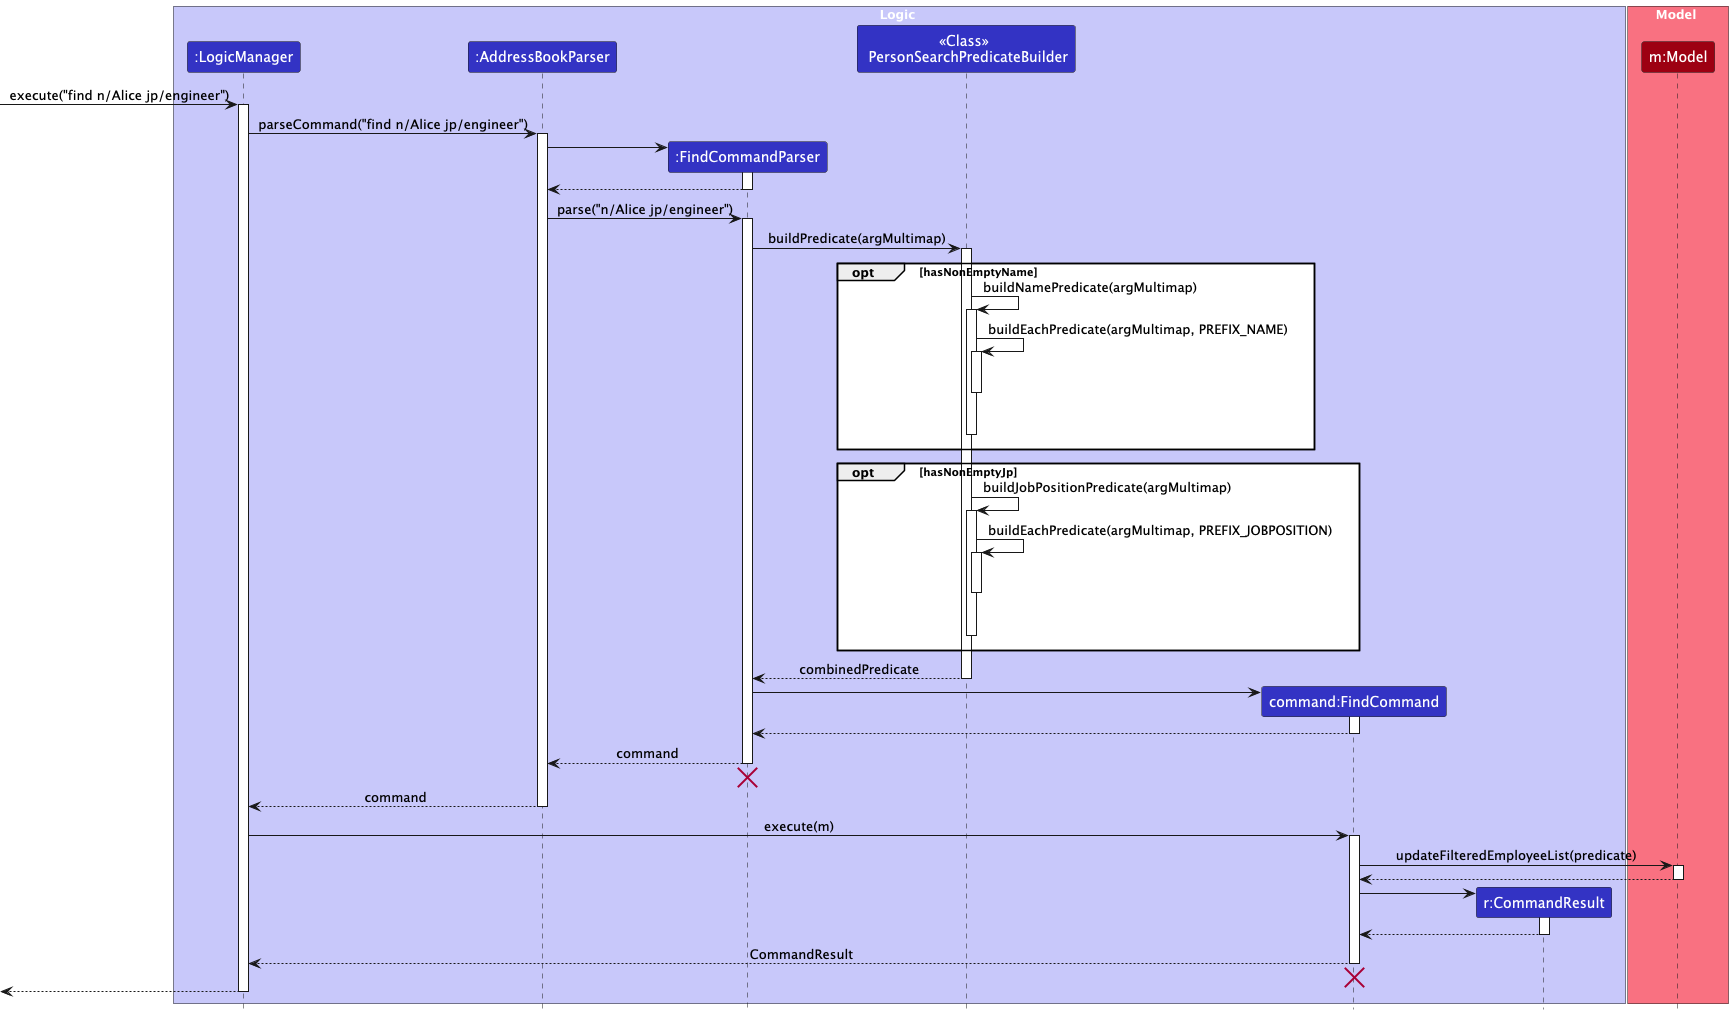 Logic
Model
«Class»
PersonSearchPredicateBuilder
:LogicManager
:AddressBookParser
m:Model
execute("find n/Alice jp/engineer")
parseCommand("find n/Alice jp/engineer")
:FindCommandParser
parse("n/Alice jp/engineer")
buildPredicate(argMultimap)
opt [hasNonEmptyName]
buildNamePredicate(argMultimap)
buildEachPredicate(argMultimap, PREFIX_NAME)
opt [hasNonEmptyJp]
buildJobPositionPredicate(argMultimap)
buildEachPredicate(argMultimap, PREFIX_JOBPOSITION)
combinedPredicate
command:FindCommand
command
command
execute(m)
updateFilteredEmployeeList(predicate)
r:CommandResult
CommandResult